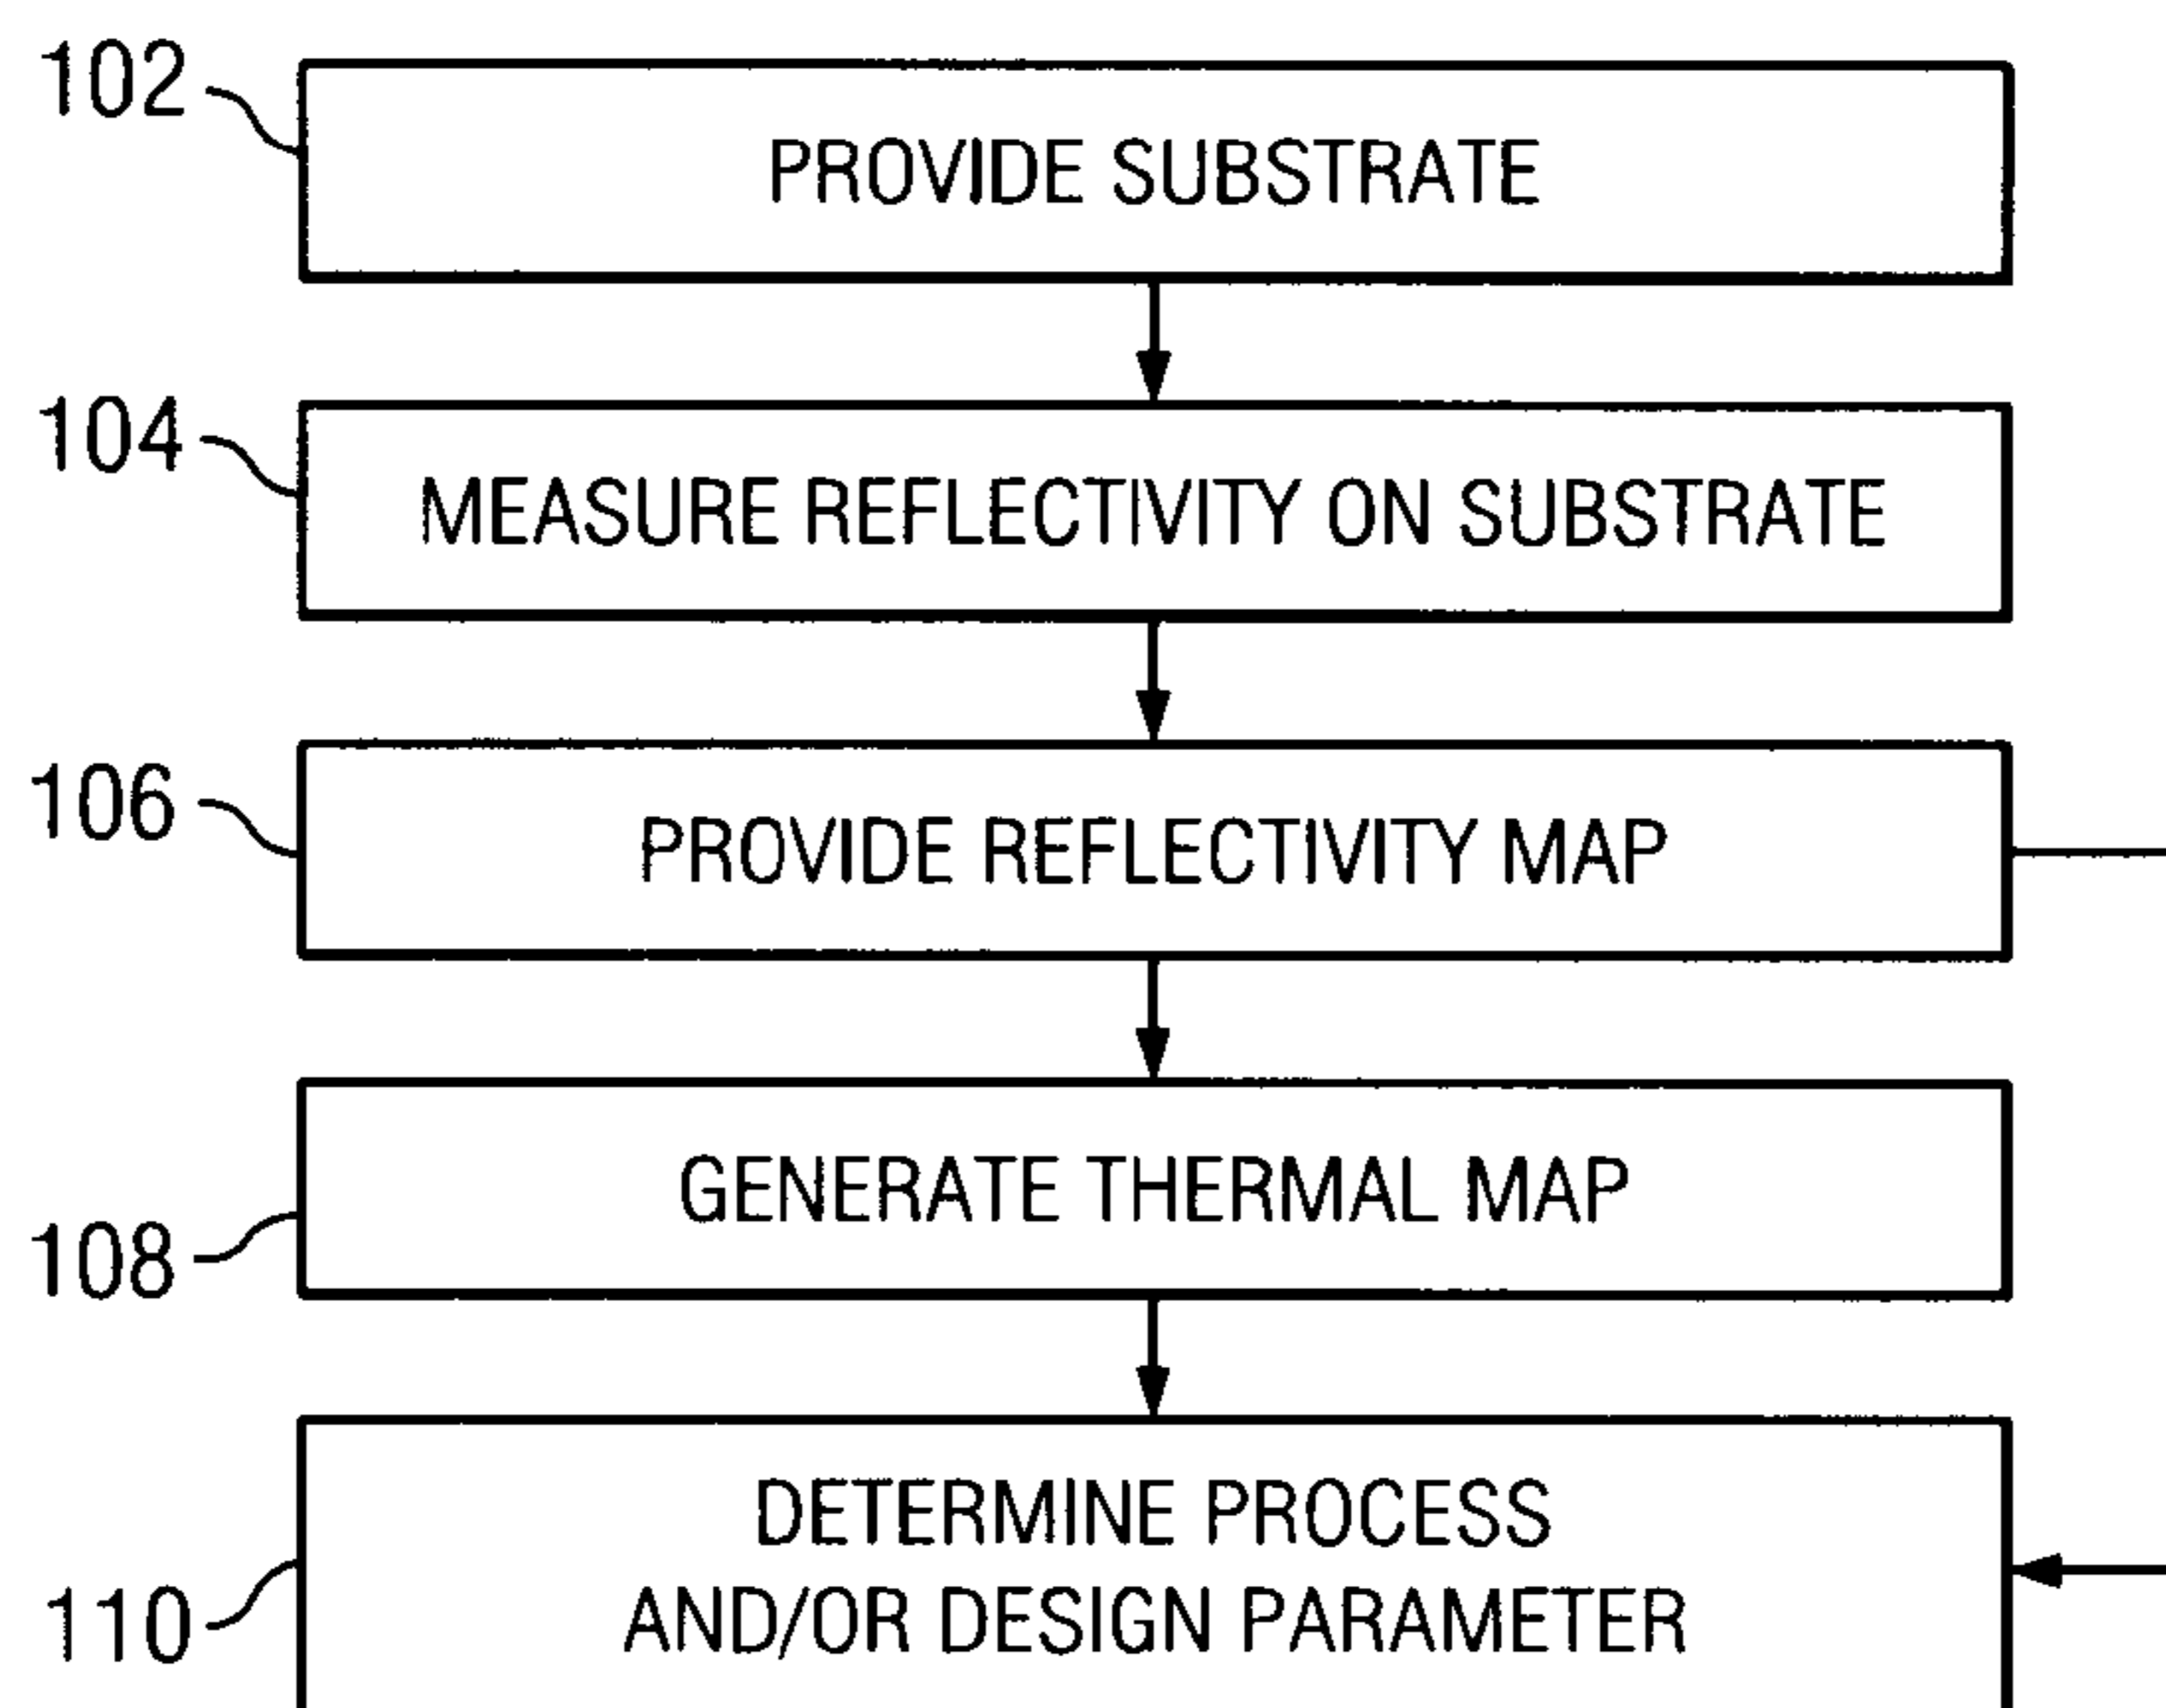 102
PROVIDE SUBSTRATE
104
MEASURE REFLECTIVITY ON SUBSTRATE
106
PROVIDE REFLECTIVITY MAP
108
GENERATE THERMAL MAP
110
DETERMINE PROCESS
AND/OR DESIGN PARAMETER